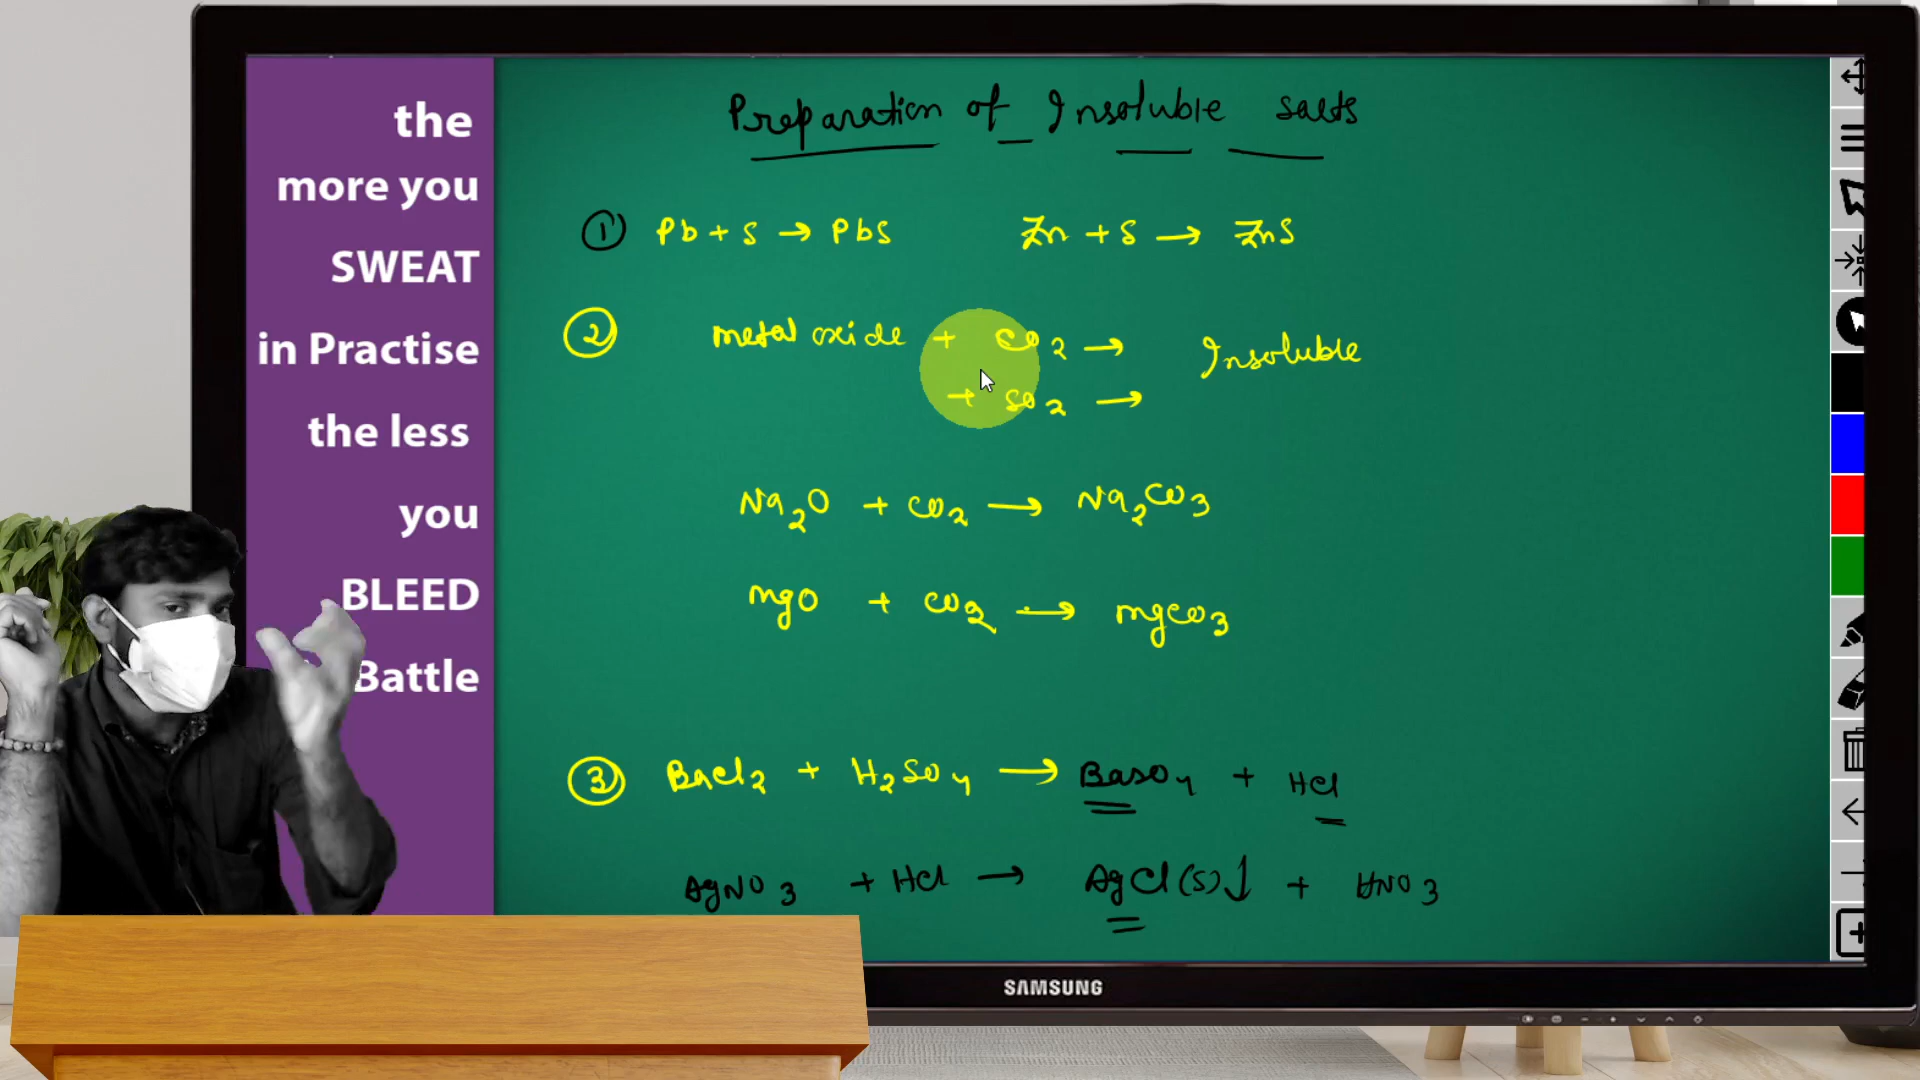 the
more you
SWEAT
in Practise
the less
you
BLEED
Battle
Preparation of Insoluble salts
① Pb + S → PbS Zn + S → ZnS
② metal oxide + CO2 → Insoluble
+ SO2 →
Na2O + CO2 → Na2CO3
MgO + CO2 → MgCO3
③ BaCl2 + H2SO4 → BaSO4 + HCl
AgNO3 + HCl → AgCl(s)↓ + HNO3
SAMSUNG